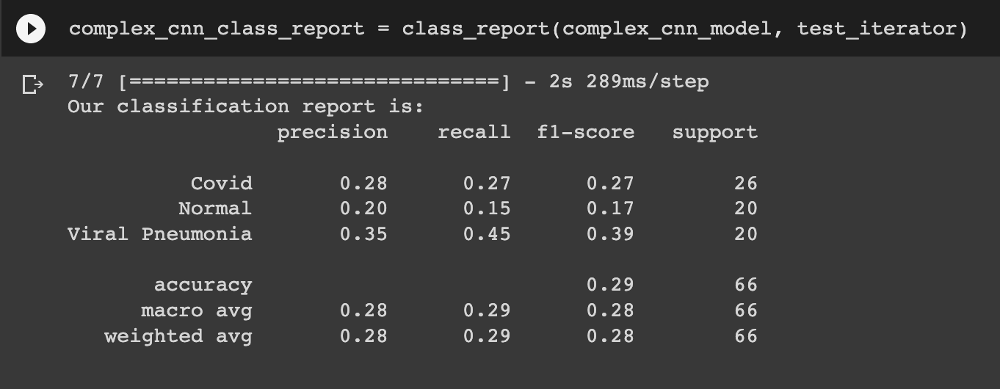 complex_cnn_class_report = class_report(complex_cnn_model, test_iterator)
7/7 [==============================] - 2s 289ms/step
Our classification report is:
precision recall f1-score support
Covid 0.28 0.27 0.27 26
Normal 0.20 0.15 0.17 20
Viral Pneumonia 0.35 0.45 0.39 20
accuracy 0.29 66
macro avg 0.28 0.29 0.28 66
weighted avg 0.28 0.29 0.28 66